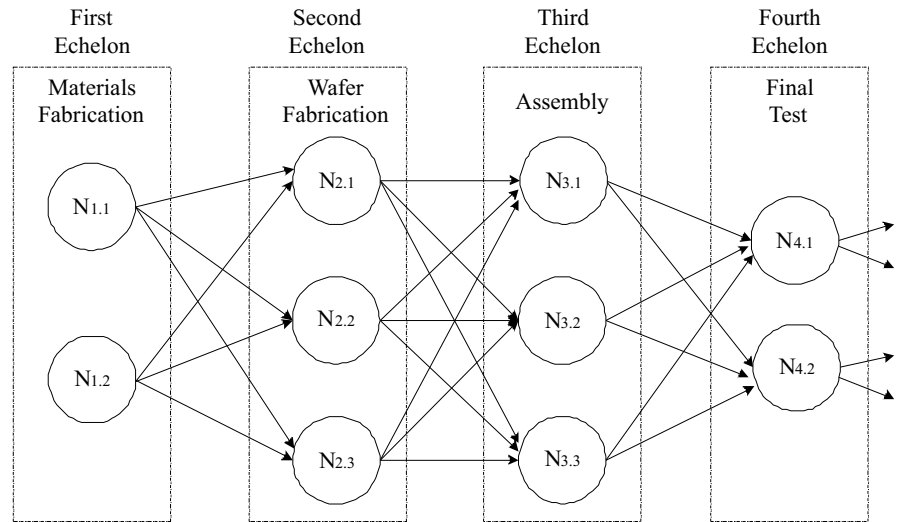 First
Echelon
Second
Echelon
Third
Echelon
Fourth
Echelon
Materials
Fabrication
Wafer
Fabrication
Assembly
Final
Test
N1.1
N1.2
N2.1
N2.2
N2.3
N3.1
N3.2
N3.3
N4.1
N4.2